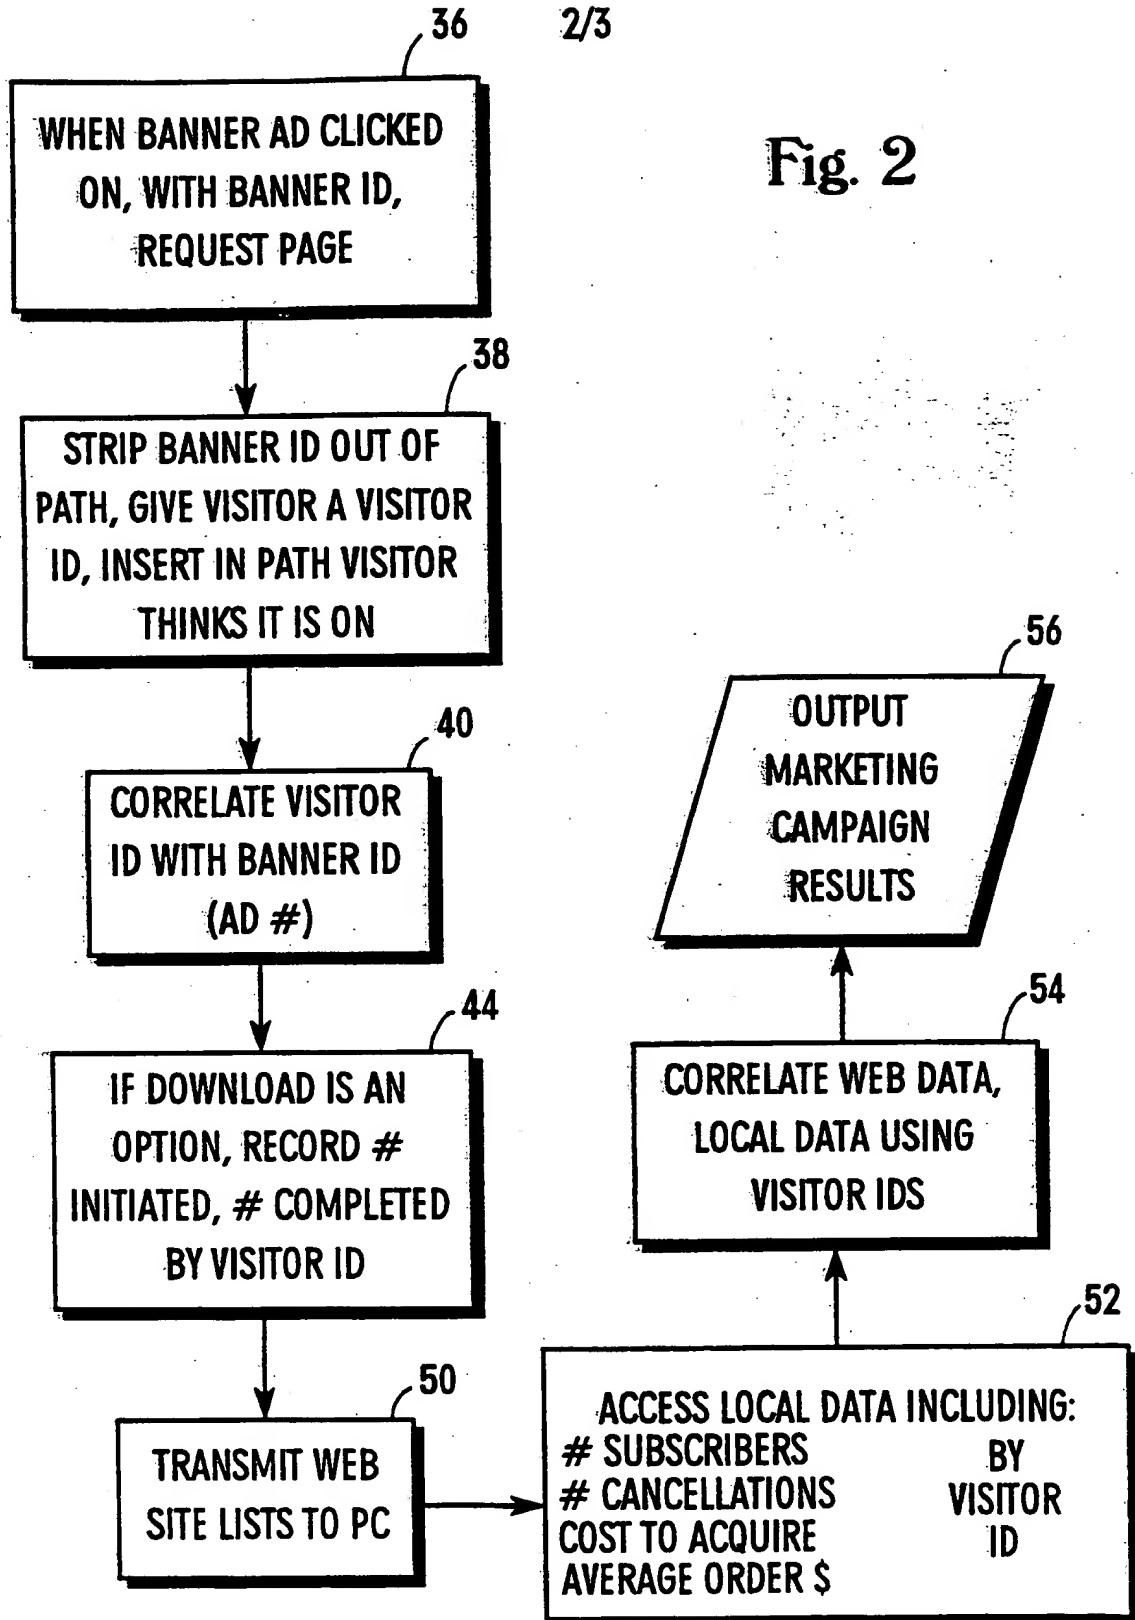 36
2/3
WHEN BANNER AD CLICKED
ON, WITH BANNER ID,
REQUEST PAGE
Fig. 2
38
STRIP BANNER ID OUT OF
PATH, GIVE VISITOR A VISITOR
ID, INSERT IN PATH VISITOR
THINKS IT IS ON
40
CORRELATE VISITOR
ID WITH BANNER ID
(AD #)
44
IF DOWNLOAD IS AN
OPTION, RECORD #
INITIATED, # COMPLETED
BY VISITOR ID
50
TRANSMIT WEB
SITE LISTS TO PC
52
ACCESS LOCAL DATA INCLUDING:
# SUBSCRIBERS
# CANCELLATIONS
COST TO ACQUIRE
AVERAGE ORDER $
BY
VISITOR
ID
54
CORRELATE WEB DATA,
LOCAL DATA USING
VISITOR IDS
56
OUTPUT
MARKETING
CAMPAIGN
RESULTS